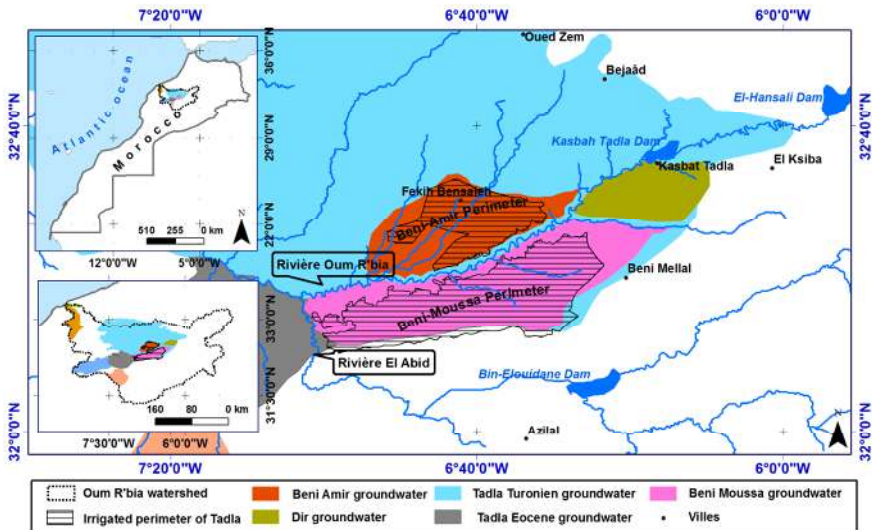 7°20'0"W 6°40'0"W 6°0'0"W
32°40'0"N
32°0'0"N
Atlantic ocean
Morocco
36°0'0"N
29°0'0"N
22°0'0"N
510 255 0 km
N
12°0'0"W 5°0'0"W
33°0'0"N
31°30'0"N
160 80 0 km
7°30'0"W 6°0'0"W
Oued Zem
Bejaâd
El-Hansali Dam
Kasbah Tadla Dam
Kasbat Tadla
El Ksiba
Fekih Bensaleh
Beni-Amir Perimeter
Rivière Oum R'bia
Beni Mellal
Beni-Moussa Perimeter
Rivière El Abid
Bin-Elouidane Dam
Azilal
N
32°40'0"N
32°0'0"N
7°20'0"W 6°40'0"W 6°0'0"W
Oum R'bia watershed Beni Amir groundwater Tadla Turonien groundwater Beni Moussa groundwater
Irrigated perimeter of Tadla Dir groundwater Tadla Eocene groundwater Villes